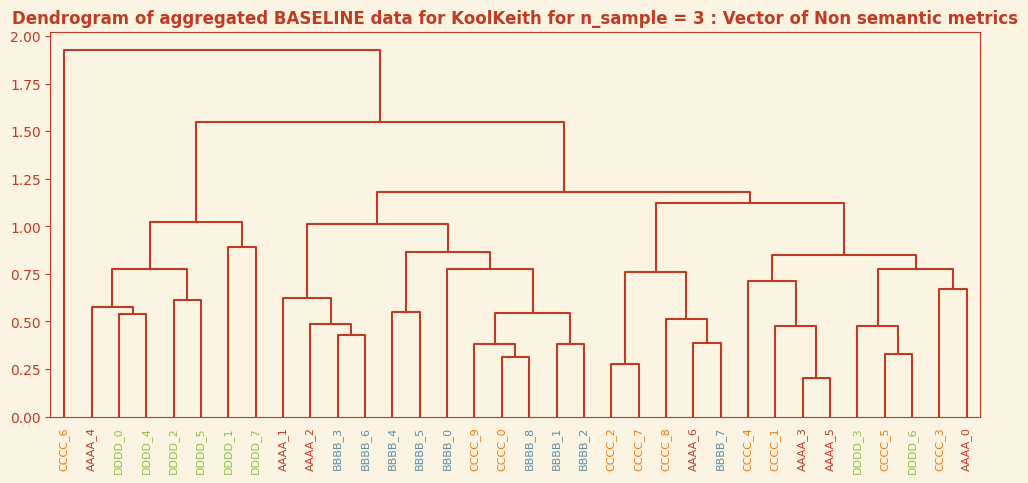 Dendrogram of aggregated BASELINE data for KoolKeith for n_sample = 3 : Vector of Non semantic metrics
2.00
1.75
1.50
1.25
1.00
0.75
0.50
0.25
0.00
CCCC_6
AAAA_4
DDDD_0
DDDD_4
DDDD_2
DDDD_5
DDDD_1
DDDD_7
AAAA_1
AAAA_2
BBBB_3
BBBB_6
BBBB_4
BBBB_5
BBBB_0
CCCC_9
CCCC_0
BBBB_8
BBBB_1
BBBB_2
CCCC_2
CCCC_7
CCCC_8
AAAA_6
BBBB_7
CCCC_4
CCCC_1
AAAA_3
AAAA_5
DDDD_3
CCCC_5
DDDD_6
CCCC_3
AAAA_0